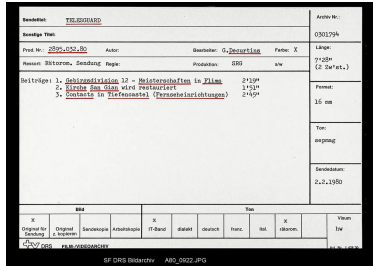 Sendetitel: TELESGUARD
Archiv Nr.:
Sonstige Titel:
0301794
Prod. Nr.: 2895.032.80 Autor: Bearbeiter: G.Decurtins Farbe: X
Länge:
7'28"
(2 Zw'st.)
Ressort: Rätorom. Sendung Regie: Produktion: SRG s/w
Beiträge: 1. Gebirgsdivision 12 - Meisterschaften in Flims 2'19"
2. Kirche San Gian wird restauriert 1'51"
3. Contacts in Tiefencastel (Fernseheinrichtungen) 2'45"
Format:
16 mm
Ton:
sepmag
Sendedatum:
2.2.1980
Bild Ton
X X X Visum
Original für Sendung Original z. kopieren Sendekopie Arbeitskopie IT-Band dialekt deutsch franz. ital. rätorom. bw
DRS FILM-/VIDEOARCHIV
SF DRS Bildarchiv A80_0922.JPG